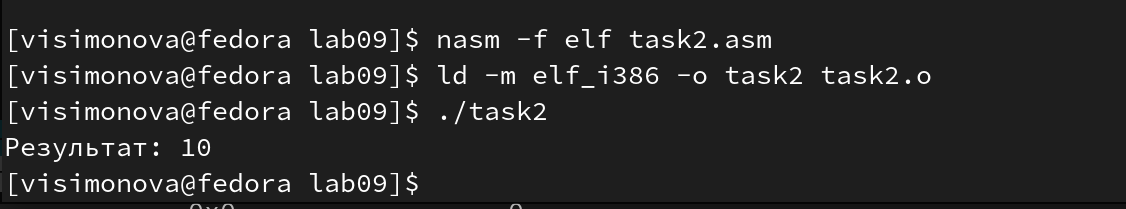 [visimonova@fedora lab09]$ nasm -f elf task2.asm
[visimonova@fedora lab09]$ ld -m elf_i386 -o task2 task2.o
[visimonova@fedora lab09]$ ./task2
Результат: 10
[visimonova@fedora lab09]$